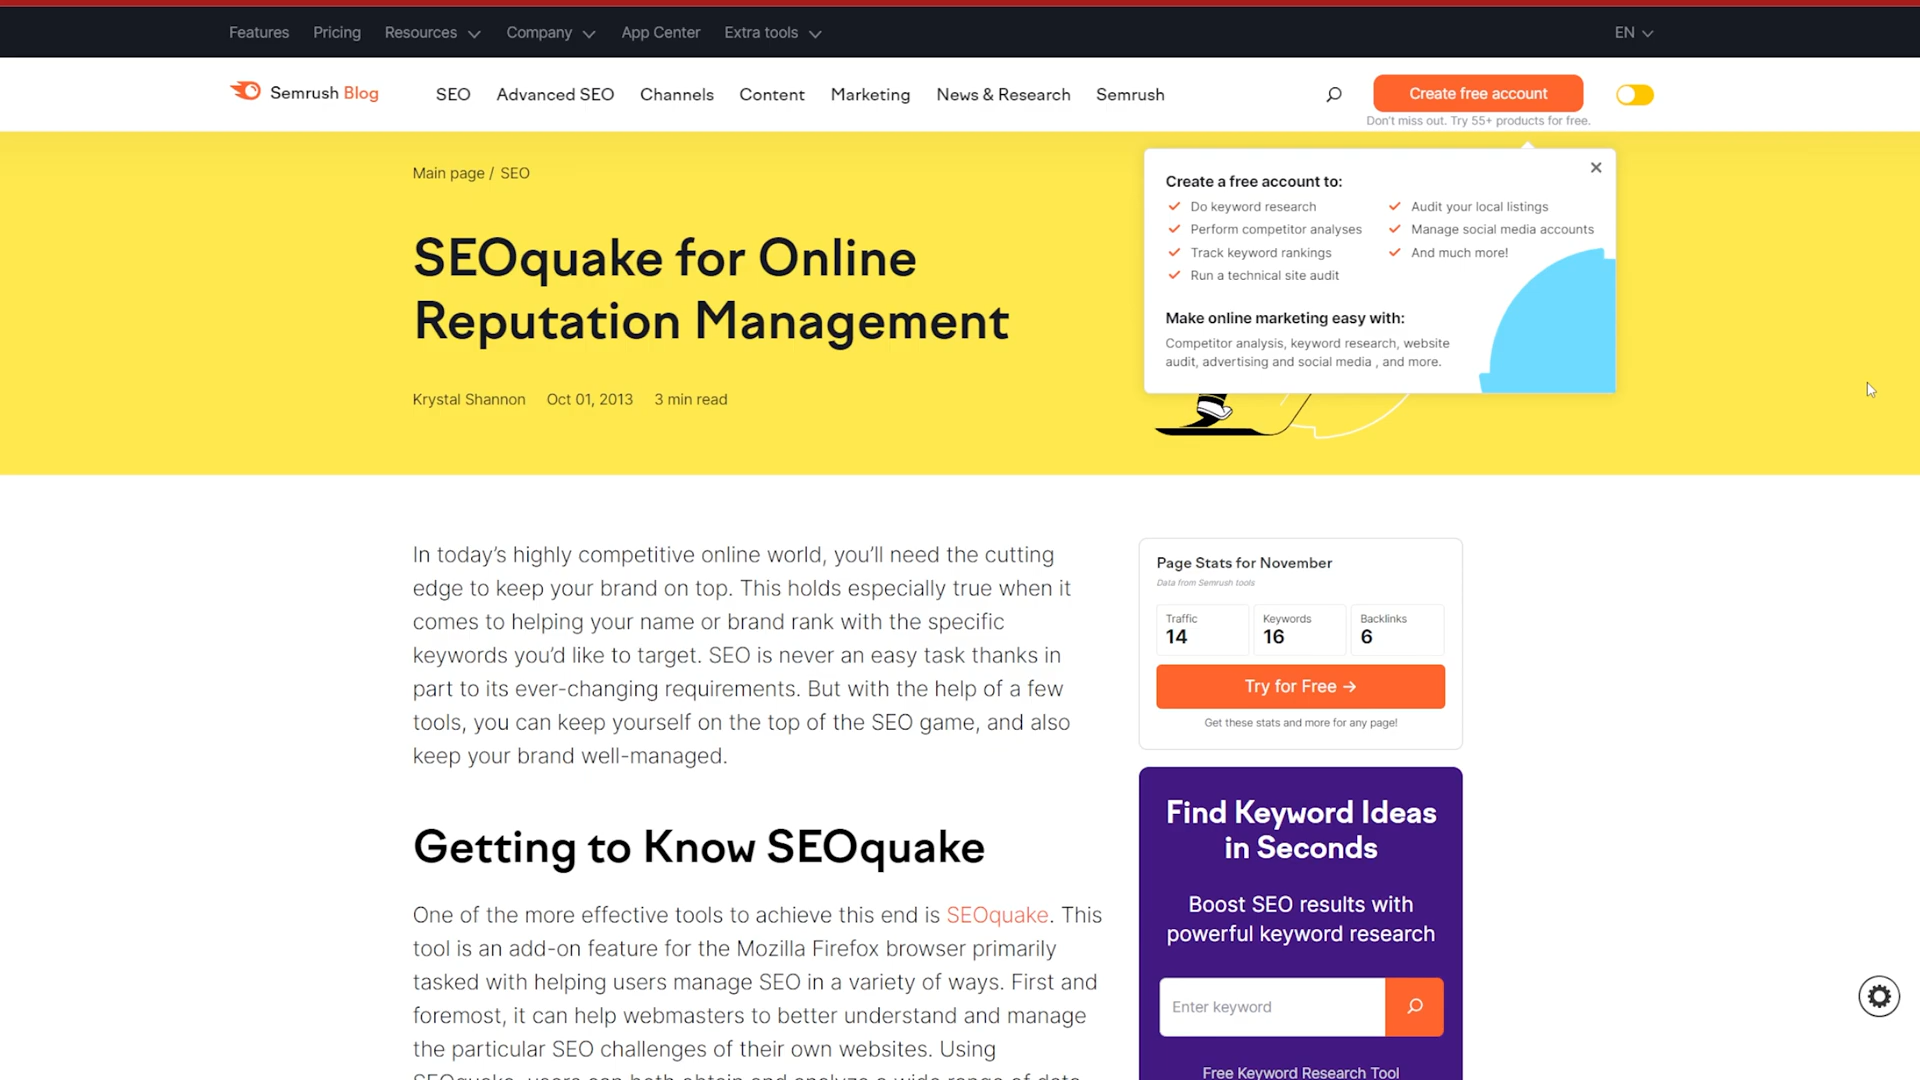 Features Pricing Resources Company App Center Extra tools EN
Semrush Blog SEO Advanced SEO Channels Content Marketing News & Research Semrush Create free account
Don't miss out. Try 55+ products for free.
Main page / SEO
SEOquake for Online
Reputation Management
Krystal Shannon Oct 01, 2013 3 min read
Create a free account to:
Do keyword research
Perform competitor analyses
Track keyword rankings
Run a technical site audit
Audit your local listings
Manage social media accounts
And much more!
Make online marketing easy with:
Competitor analysis, keyword research, website
audit, advertising and social media , and more.
In today’s highly competitive online world, you’ll need the cutting
edge to keep your brand on top. This holds especially true when it
comes to helping your name or brand rank with the specific
keywords you’d like to target. SEO is never an easy task thanks in
part to its ever-changing requirements. But with the help of a few
tools, you can keep yourself on the top of the SEO game, and also
keep your brand well-managed.
Getting to Know SEOquake
One of the more effective tools to achieve this end is SEOquake. This
tool is an add-on feature for the Mozilla Firefox browser primarily
tasked with helping users manage SEO in a variety of ways. First and
foremost, it can help webmasters to better understand and manage
the particular SEO challenges of their own websites. Using
SEOquake, users can both obtain and analyze a wide range of data
Page Stats for November
Data from Semrush tools
Traffic Keywords Backlinks
14 16 6
Try for Free →
Get these stats and more for any page!
Find Keyword Ideas
in Seconds
Boost SEO results with
powerful keyword research
Enter keyword
Free Keyword Research Tool